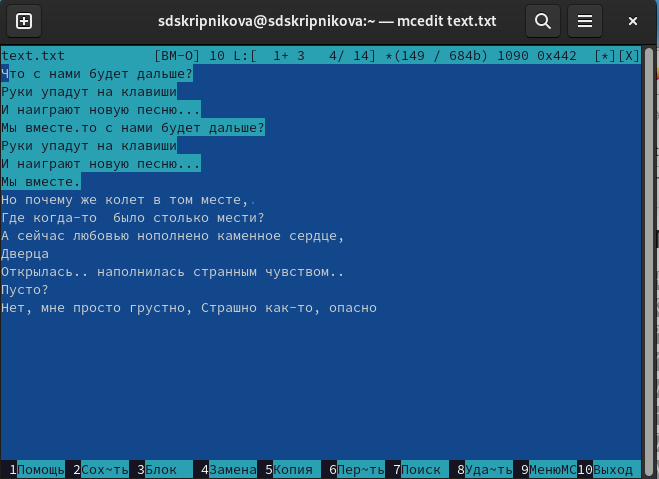 sdskripnikova@sdskripnikova:~ — mcedit text.txt
text.txt [BM-O] 10 L:[ 1+ 3 4/ 14] *(149 / 684b) 1090 0x442 [*][X]
Что с нами будет дальше?
Руки упадут на клавиши
И наиграют новую песню...
Мы вместе.то с нами будет дальше?
Руки упадут на клавиши
И наиграют новую песню...
Мы вместе.
Но почему же колет в том месте,.
Где когда-то  было столько мести?
А сейчас любовью нополнено каменное сердце,
Дверца
Открылась.. наполнилась странным чувством..
Пусто?
Нет, мне просто грустно, Страшно как-то, опасно
1Помощь 2Сох~ть 3Блок 4Замена 5Копия 6Пер~ть 7Поиск 8Уда~ть 9МенюMC 10Выход